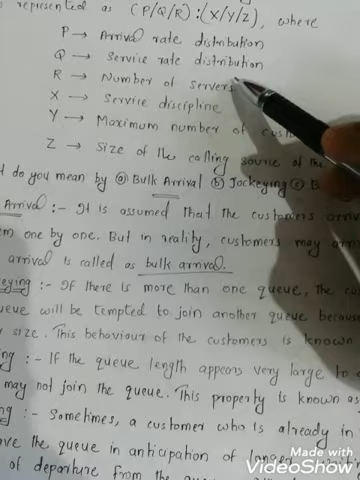 represented as (P/Q/R) : (X/Y/Z), where
P → Arrival rate distribution
Q → Service rate distribution
R → Number of servers
X → Service discipline
Y → Maximum number of
Z → Size of the calling source of the
do you mean by ⓐ Bulk Arrival ⓑ Jockeying ⓒ
Arrival :- It is assumed that the customers
one by one. But in reality, customers may
arrival is called as bulk arrival.
:- If there is more than one queue, the
will be tempted to join another queue because
size. This behaviour of the customers is known
:- If the queue length appears very large to
may not join the queue. This property is known as
:- Sometimes, a customer who is already in
the queue in anticipation of longer
of departure from the queue
Made with
VideoShow